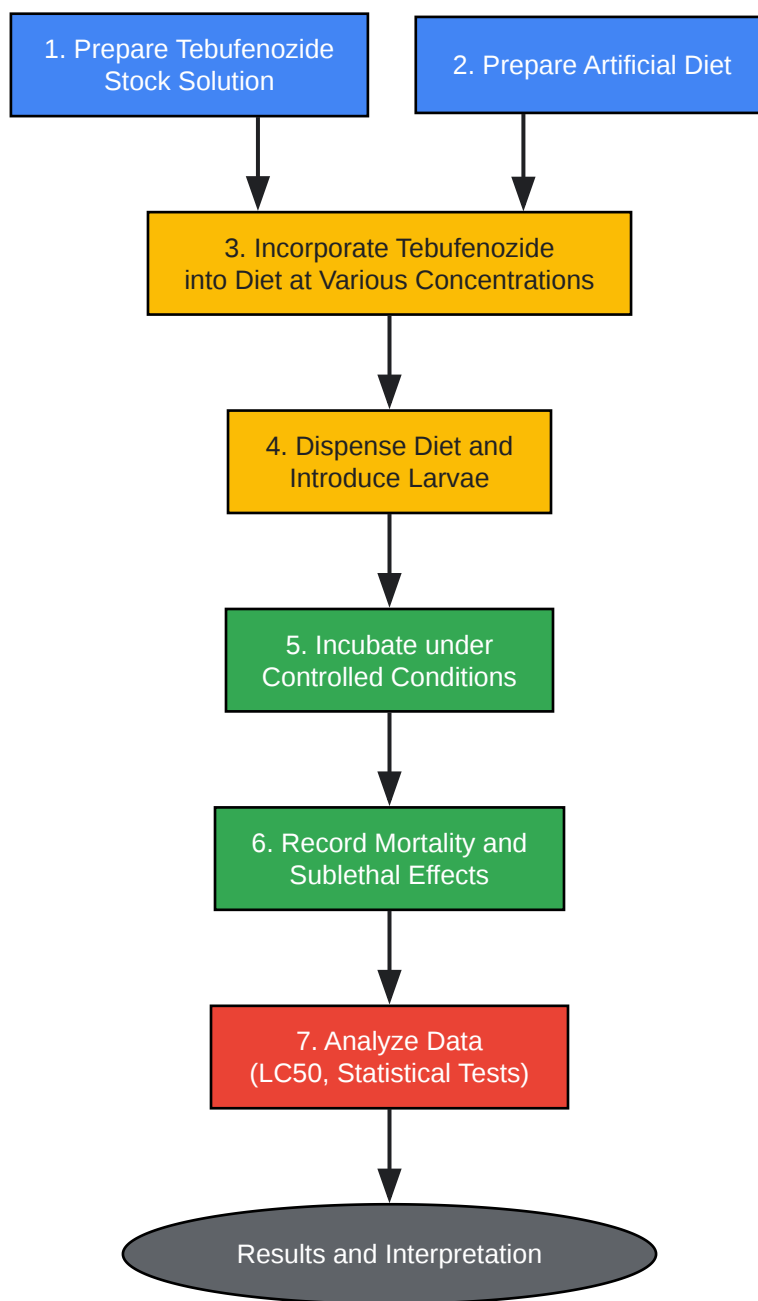 1. Prepare Tebufenozide
Stock Solution
2. Prepare Artificial Diet
3. Incorporate Tebufenozide
into Diet at Various Concentrations
4. Dispense Diet and
Introduce Larvae
5. Incubate under
Controlled Conditions
6. Record Mortality and
Sublethal Effects
7. Analyze Data
(LC50, Statistical Tests)
Results and Interpretation